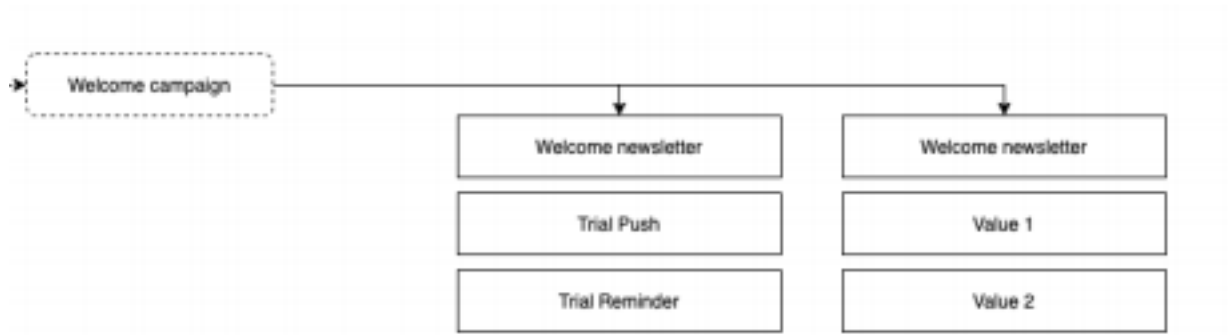 Welcome campaign
Welcome newsletter
Welcome newsletter
Trial Push
Value 1
Trial Reminder
Value 2